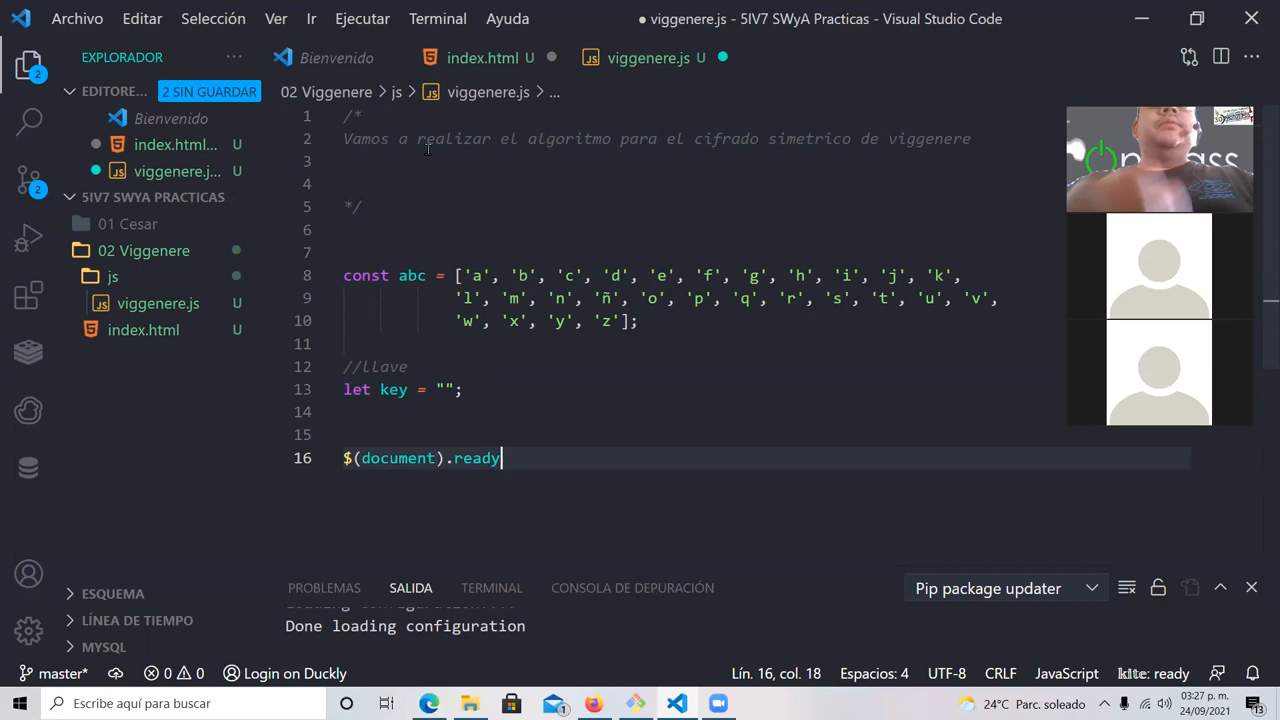 Archivo Editar Selección Ver Ir Ejecutar Terminal Ayuda
● viggenere.js - 5IV7 SWyA Practicas - Visual Studio Code
EXPLORADOR
Bienvenido
index.html U
viggenere.js U
EDITORE... 2 SIN GUARDAR
02 Viggenere > js > viggenere.js > ...
Bienvenido
index.html... U
viggenere.j... U
5IV7 SWYA PRACTICAS
01 Cesar
02 Viggenere
js
viggenere.js U
index.html U
1 /*
2 Vamos a realizar el algoritmo para el cifrado simetrico de viggenere
3
4
5 */
6
7
8 const abc = ['a', 'b', 'c', 'd', 'e', 'f', 'g', 'h', 'i', 'j', 'k',
9 'l', 'm', 'n', 'ñ', 'o', 'p', 'q', 'r', 's', 't', 'u', 'v',
10 'w', 'x', 'y', 'z'];
11
12 //llave
13 let key = "";
14
15
16 $(document).ready
ESQUEMA
LÍNEA DE TIEMPO
MYSQL
PROBLEMAS SALIDA TERMINAL CONSOLA DE DEPURACIÓN
Pip package updater
Done loading configuration
master* 0 0 Login on Duckly
Lín. 16, col. 18 Espacios: 4 UTF-8 CRLF JavaScript kite: ready
Escribe aquí para buscar
24°C Parc. soleado
03:27 p. m.
24/09/2021
13